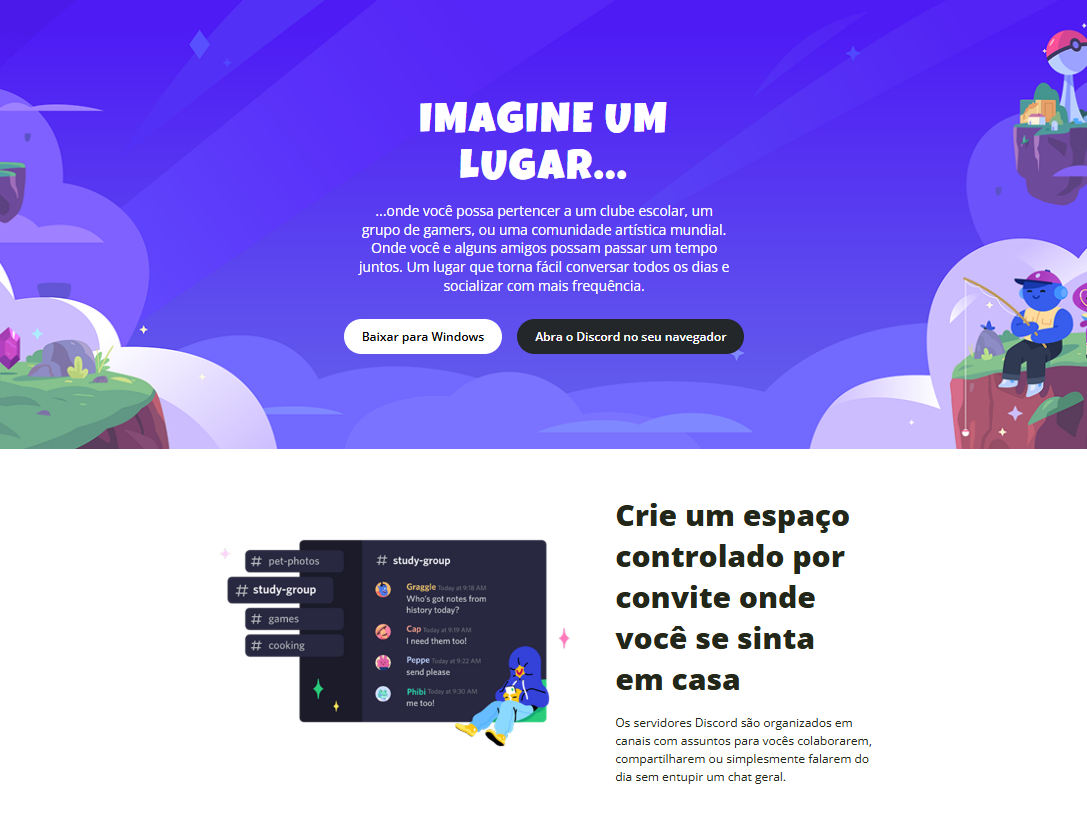 IMAGINE UM
LUGAR...
...onde você possa pertencer a um clube escolar, um
grupo de gamers, ou uma comunidade artística mundial.
Onde você e alguns amigos possam passar um tempo
juntos. Um lugar que torna fácil conversar todos os dias e
socializar com mais frequência.
Baixar para Windows
Abra o Discord no seu navegador
# pet-photos
# study-group
# games
# cooking
# study-group
Graggle Today at 9:18 AM
Who's got notes from
history today?
Cap Today at 9:19 AM
I need them too!
Peppe Today at 9:22 AM
send please
Phibi Today at 9:30 AM
me too!
Crie um espaço
controlado por
convite onde
você se sinta
em casa
Os servidores Discord são organizados em
canais com assuntos para vocês colaborarem,
compartilharem ou simplesmente falarem do
dia sem entupir um chat geral.